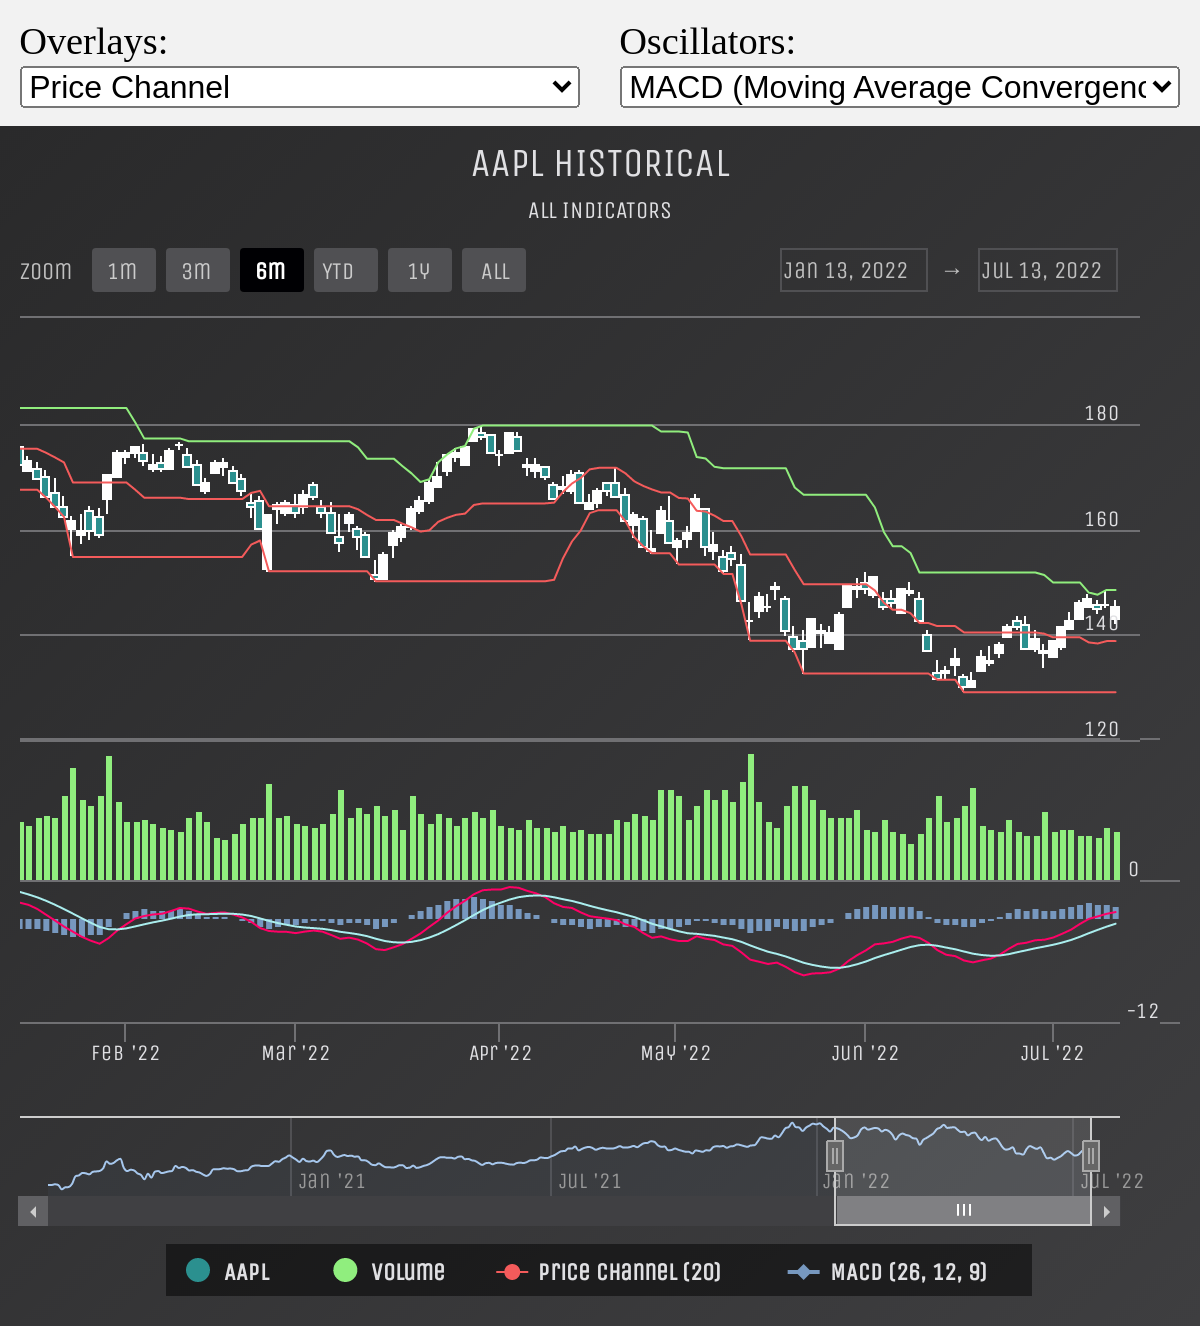 Overlays:
Oscillators:
Price Channel
MACD (Moving Average Convergenc
AAPL HISTORICAL
ALL INDICATORS
Zoom 1m 3m 6m YTD 1y All
Jan 13, 2022 → Jul 13, 2022
180
160
140
120
0
-12
Feb '22 Mar '22 Apr '22 May '22 Jun '22 Jul '22
Jan '21 Jul '21 Jan '22 Jul '22
AAPL Volume Price Channel (20) MACD (26, 12, 9)